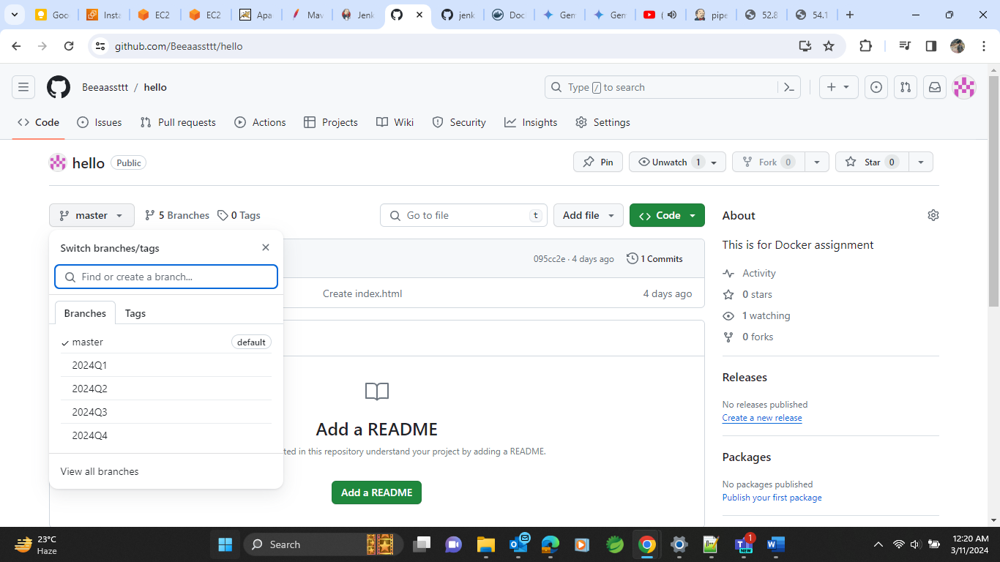 Goo
Inst
EC2
EC2
Apa
Mav
Jenk
jenk
Doc
Gem
Gem
(
pipe
52.8
54.1
github.com/Beeaassttt/hello
Beeaassttt / hello
Type / to search
Code
Issues
Pull requests
Actions
Projects
Wiki
Security
Insights
Settings
hello Public
Pin
Unwatch 1
Fork 0
Star 0
master
5 Branches
0 Tags
Go to file t
Add file
Code
About
This is for Docker assignment
Switch branches/tags
Find or create a branch...
Branches
Tags
master default
2024Q1
2024Q2
2024Q3
2024Q4
View all branches
095cc2e · 4 days ago
1 Commits
Create index.html
4 days ago
Add a README
ted in this repository understand your project by adding a README.
Add a README
Activity
0 stars
1 watching
0 forks
Releases
No releases published
Create a new release
Packages
No packages published
Publish your first package
23°C
Haze
Search
1
NEW
12:20 AM
3/11/2024